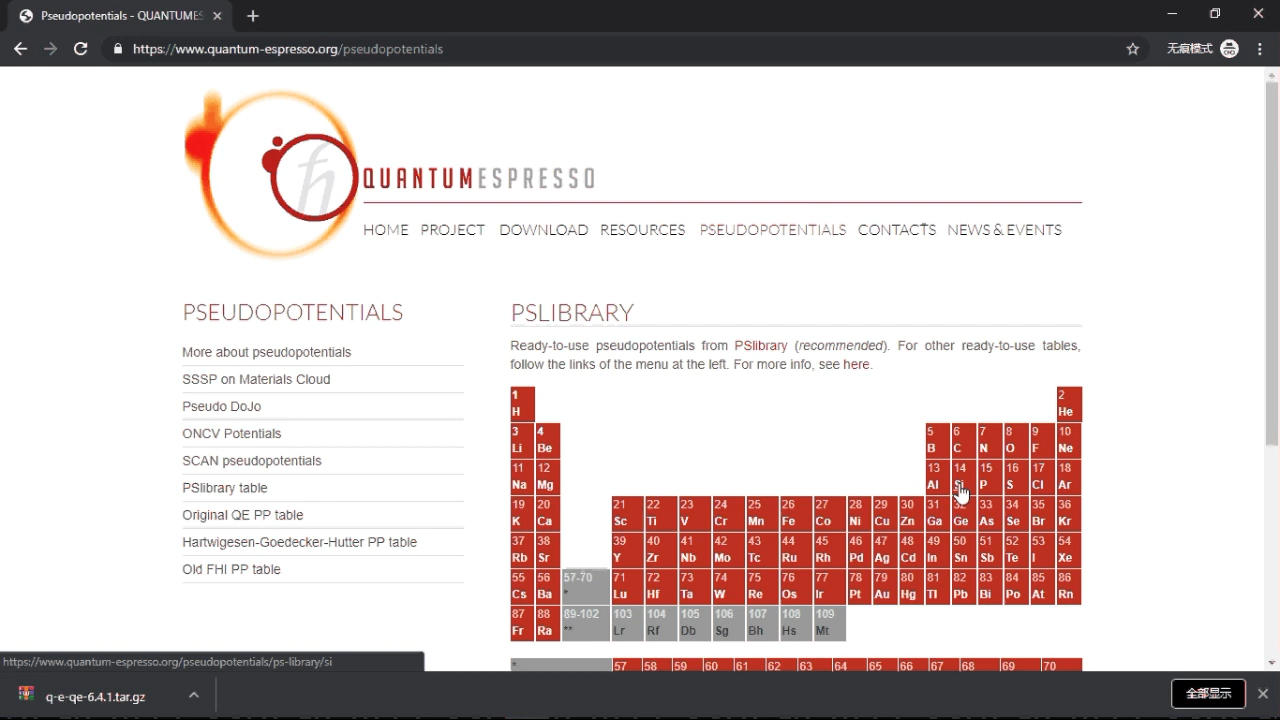 Pseudopotentials - QUANTUMES
https://www.quantum-espresso.org/pseudopotentials
无痕模式
ħ
QUANTUMESPRESSO
HOME PROJECT DOWNLOAD RESOURCES PSEUDOPOTENTIALS CONTACTS NEWS & EVENTS
PSEUDOPOTENTIALS
More about pseudopotentials
SSSP on Materials Cloud
Pseudo DoJo
ONCV Potentials
SCAN pseudopotentials
PSlibrary table
Original QE PP table
Hartwigesen-Goedecker-Hutter PP table
Old FHI PP table
PSLIBRARY
Ready-to-use pseudopotentials from PSlibrary (recommended). For other ready-to-use tables,
follow the links of the menu at the left. For more info, see here.
1 2
H He
3 4 5 6 7 8 9 10
Li Be B C N O F Ne
11 12 13 14 15 16 17 18
Na Mg Al Si P S Cl Ar
19 20 21 22 23 24 25 26 27 28 29 30 31 32 33 34 35 36
K Ca Sc Ti V Cr Mn Fe Co Ni Cu Zn Ga Ge As Se Br Kr
37 38 39 40 41 42 43 44 45 46 47 48 49 50 51 52 53 54
Rb Sr Y Zr Nb Mo Tc Ru Rh Pd Ag Cd In Sn Sb Te I Xe
55 56 57-70 71 72 73 74 75 76 77 78 79 80 81 82 83 84 85 86
Cs Ba * Lu Hf Ta W Re Os Ir Pt Au Hg Tl Pb Bi Po At Rn
87 88 89-102 103 104 105 106 107 108 109
Fr Ra ** Lr Rf Db Sg Bh Hs Mt
* 57 58 59 60 61 62 63 64 65 66 67 68 69 70
https://www.quantum-espresso.org/pseudopotentials/ps-library/si
q-e-qe-6.4.1.tar.gz
全部显示